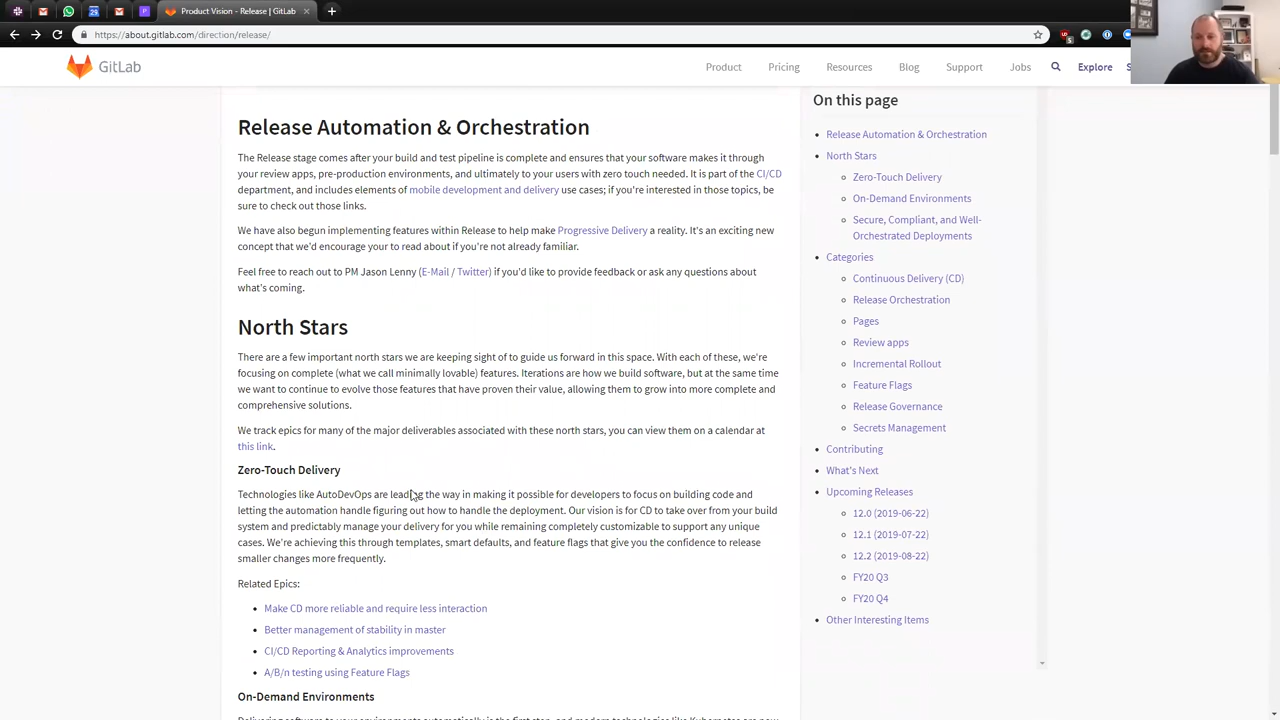 Product Vision - Release | GitLab
https://about.gitlab.com/direction/release/
GitLab
Product
Pricing
Resources
Blog
Support
Jobs
Explore
Release Automation & Orchestration
The Release stage comes after your build and test pipeline is complete and ensures that your software makes it through
your review apps, pre-production environments, and ultimately to your users with zero touch needed. It is part of the CI/CD
department, and includes elements of mobile development and delivery use cases; if you're interested in those topics, be
sure to check out those links.
We have also begun implementing features within Release to help make Progressive Delivery a reality. It's an exciting new
concept that we'd encourage your to read about if you're not already familiar.
Feel free to reach out to PM Jason Lenny (E-Mail / Twitter) if you'd like to provide feedback or ask any questions about
what's coming.
North Stars
There are a few important north stars we are keeping sight of to guide us forward in this space. With each of these, we're
focusing on complete (what we call minimally lovable) features. Iterations are how we build software, but at the same time
we want to continue to evolve those features that have proven their value, allowing them to grow into more complete and
comprehensive solutions.
We track epics for many of the major deliverables associated with these north stars, you can view them on a calendar at
this link.
Zero-Touch Delivery
Technologies like AutoDevOps are leading the way in making it possible for developers to focus on building code and
letting the automation handle figuring out how to handle the deployment. Our vision is for CD to take over from your build
system and predictably manage your delivery for you while remaining completely customizable to support any unique
cases. We're achieving this through templates, smart defaults, and feature flags that give you the confidence to release
smaller changes more frequently.
Related Epics:
Make CD more reliable and require less interaction
Better management of stability in master
CI/CD Reporting & Analytics improvements
A/B/n testing using Feature Flags
On-Demand Environments
On this page
Release Automation & Orchestration
North Stars
Zero-Touch Delivery
On-Demand Environments
Secure, Compliant, and Well-
Orchestrated Deployments
Categories
Continuous Delivery (CD)
Release Orchestration
Pages
Review apps
Incremental Rollout
Feature Flags
Release Governance
Secrets Management
Contributing
What's Next
Upcoming Releases
12.0 (2019-06-22)
12.1 (2019-07-22)
12.2 (2019-08-22)
FY20 Q3
FY20 Q4
Other Interesting Items